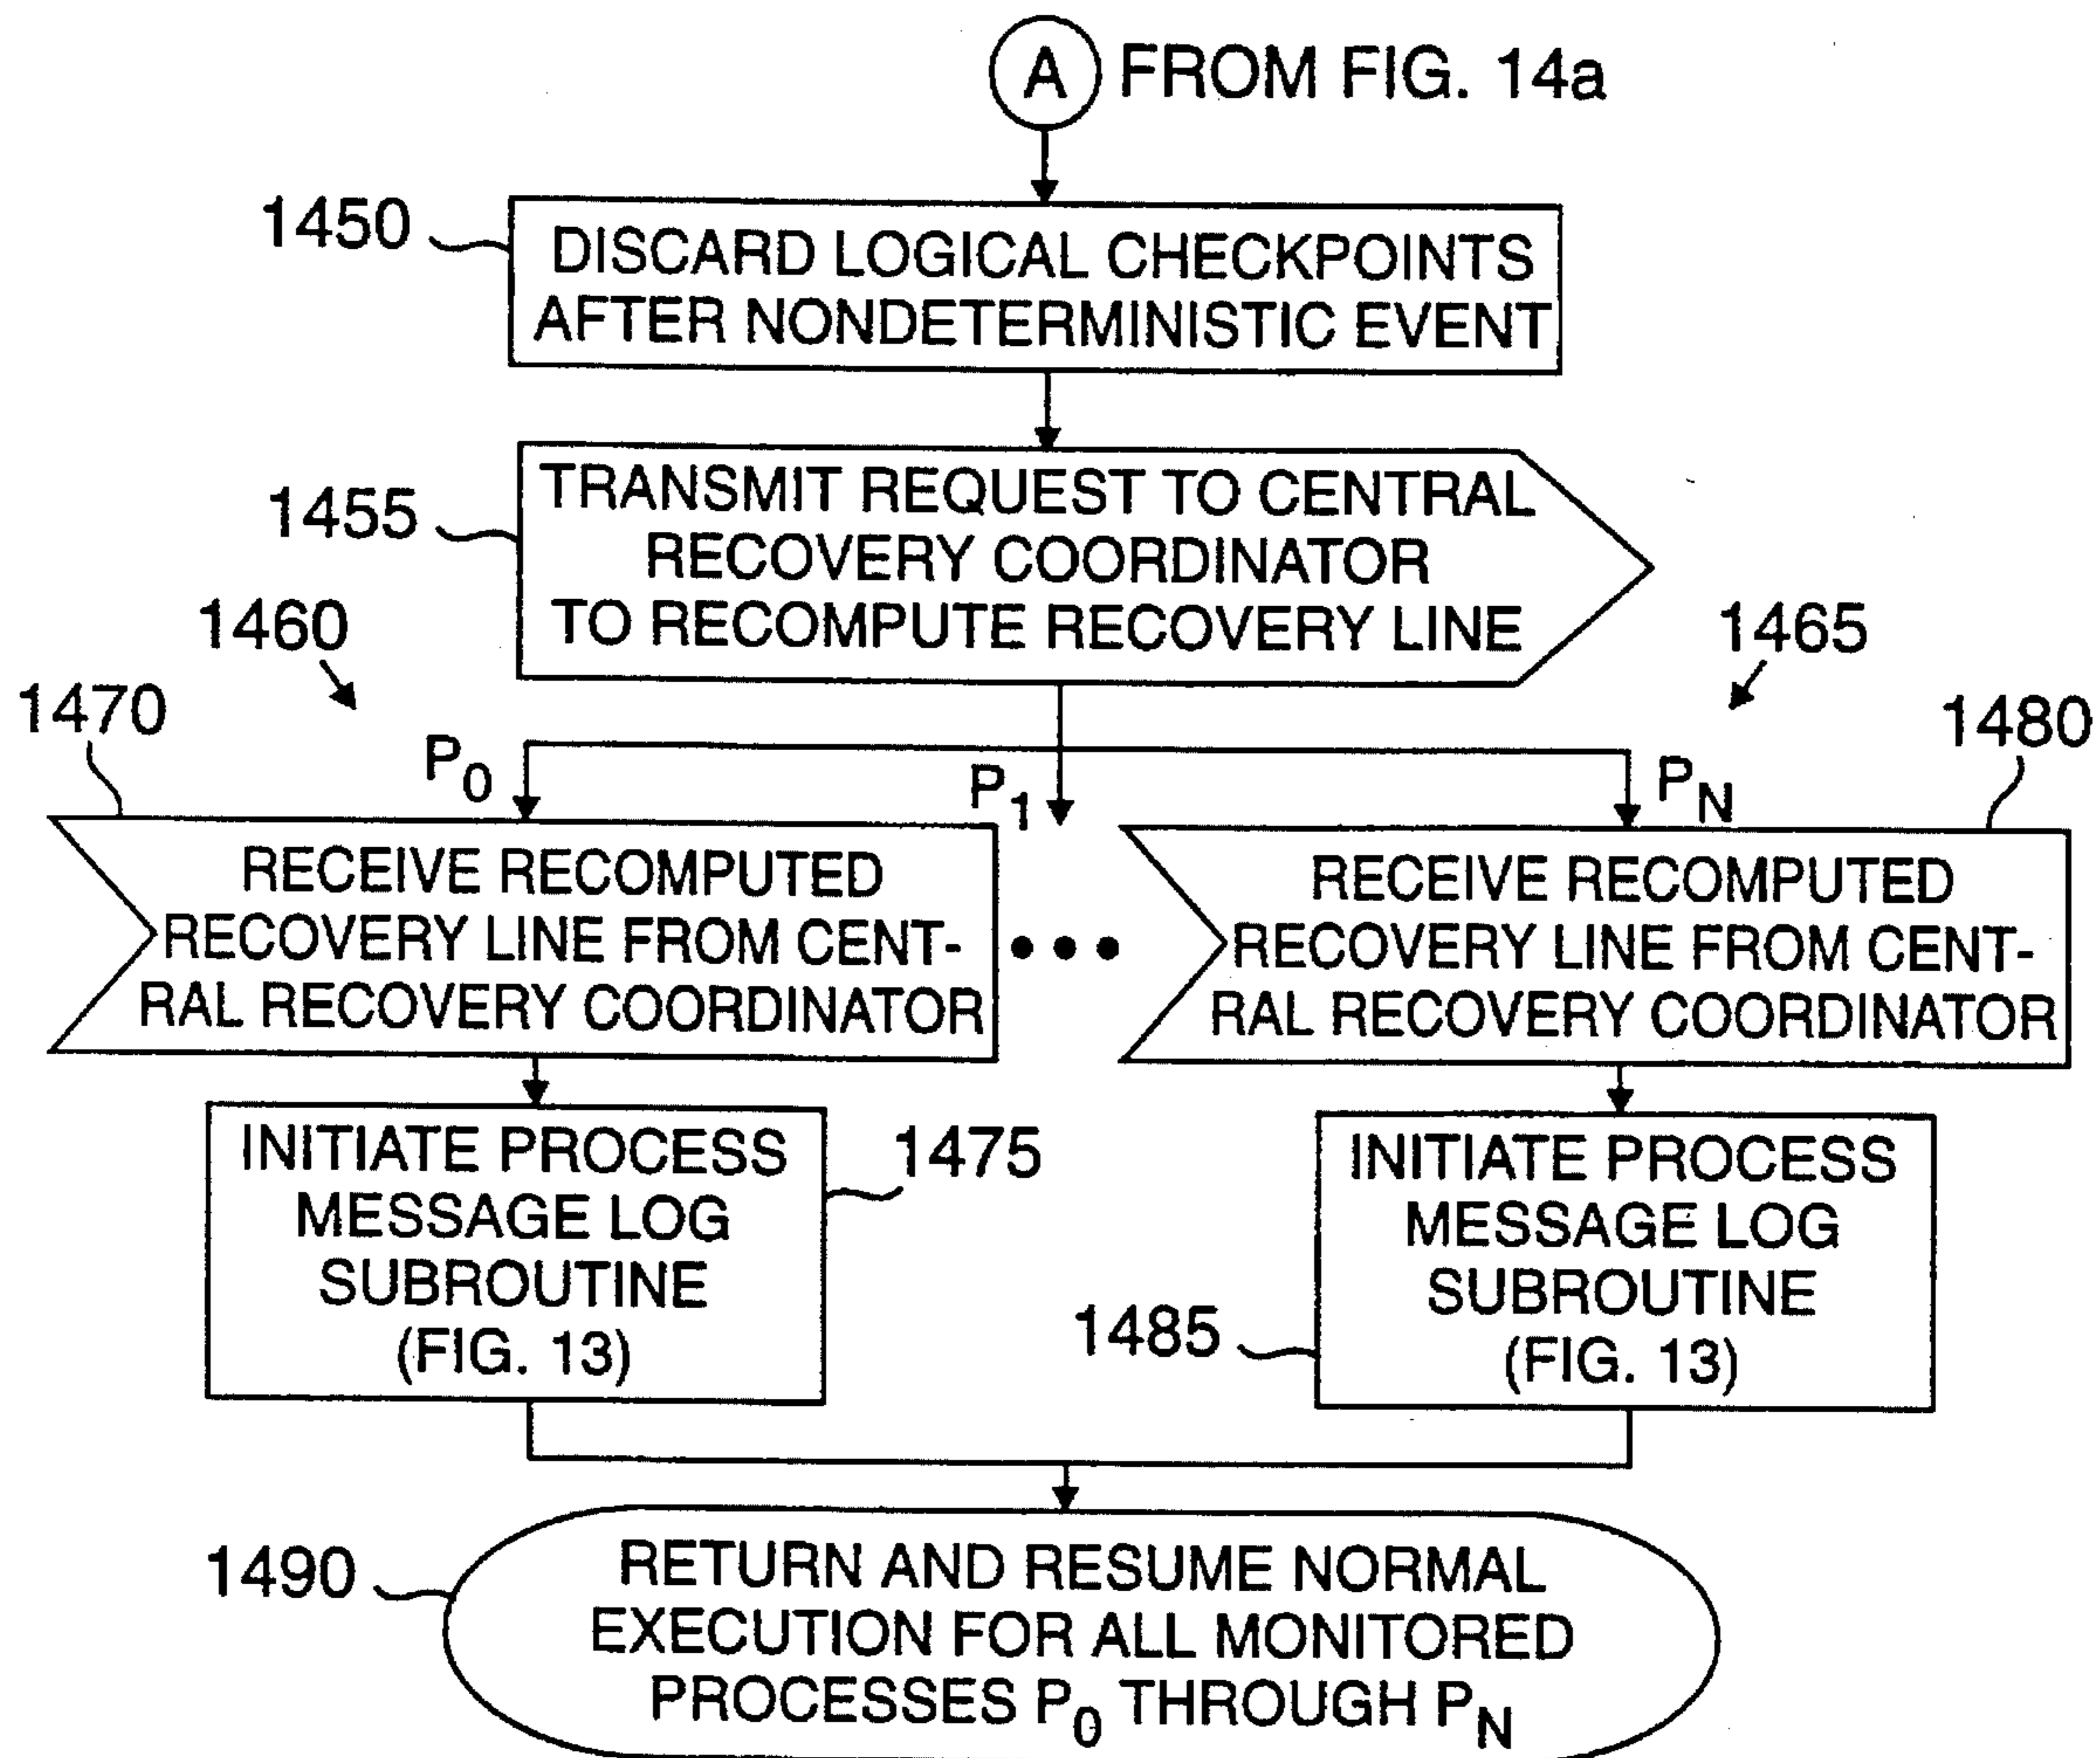 A FROM FIG. 14a
1450
DISCARD LOGICAL CHECKPOINTS
AFTER NONDETERMINISTIC EVENT
1455
TRANSMIT REQUEST TO CENTRAL
RECOVERY COORDINATOR
TO RECOMPUTE RECOVERY LINE
1460
1465
1470
1480
P0
P1
PN
RECEIVE RECOMPUTED
RECOVERY LINE FROM CENT-
RAL RECOVERY COORDINATOR
•••
RECEIVE RECOMPUTED
RECOVERY LINE FROM CENT-
RAL RECOVERY COORDINATOR
INITIATE PROCESS
MESSAGE LOG
SUBROUTINE
(FIG. 13)
1475
INITIATE PROCESS
MESSAGE LOG
SUBROUTINE
(FIG. 13)
1485
1490
RETURN AND RESUME NORMAL
EXECUTION FOR ALL MONITORED
PROCESSES P0 THROUGH PN